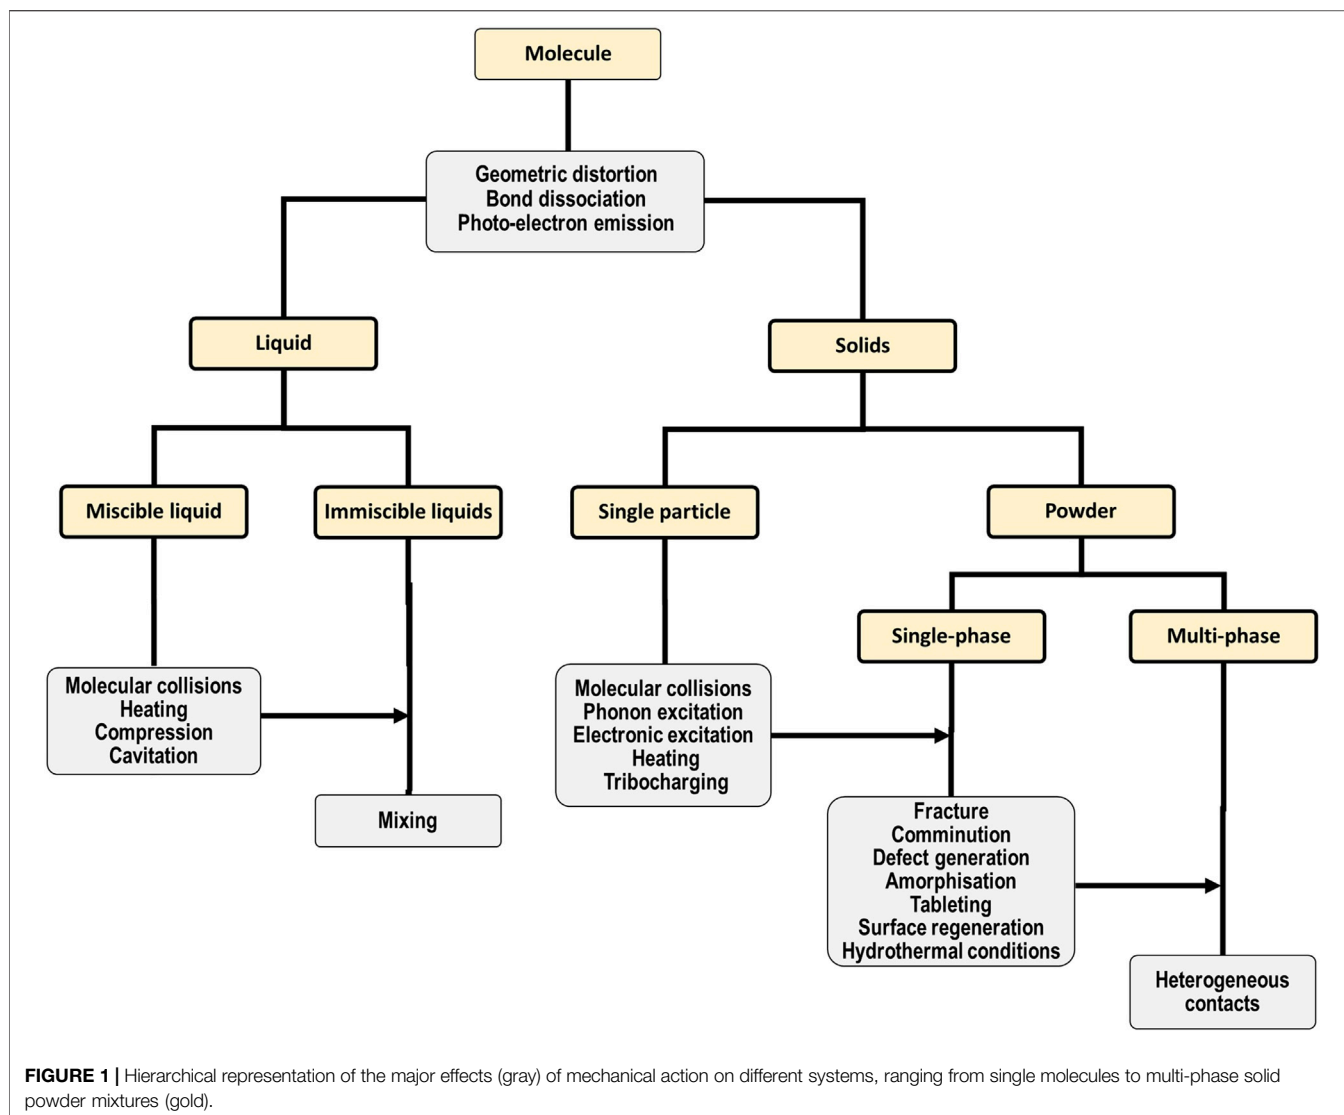 Molecule
Geometric distortion
Bond dissociation
Photo-electron emission
Liquid
Solids
Miscible liquid
Immiscible liquids
Single particle
Powder
Single-phase
Multi-phase
Molecular collisions
Heating
Compression
Cavitation
Mixing
Molecular collisions
Phonon excitation
Electronic excitation
Heating
Tribocharging
Fracture
Comminution
Defect generation
Amorphisation
Tableting
Surface regeneration
Hydrothermal conditions
Heterogeneous
contacts
FIGURE 1 | Hierarchical representation of the major effects (gray) of mechanical action on different systems, ranging from single molecules to multi-phase solid
powder mixtures (gold).